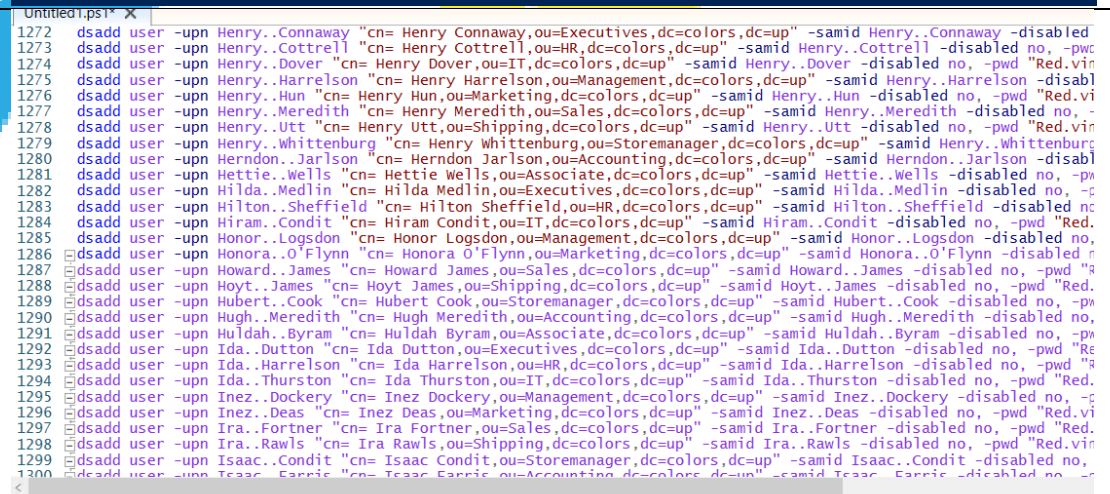 Untitled1.ps1* X
1272 dsadd user -upn Henry..Connaway "cn= Henry Connaway,ou=Executives,dc=colors,dc=up" -samid Henry..Connaway -disabled
1273 dsadd user -upn Henry..Cottrell "cn= Henry Cottrell,ou=HR,dc=colors,dc=up" -samid Henry..Cottrell -disabled no, -pwd
1274 dsadd user -upn Henry..Dover "cn= Henry Dover,ou=IT,dc=colors,dc=up" -samid Henry..Dover -disabled no, -pwd "Red.vin
1275 dsadd user -upn Henry..Harrelson "cn= Henry Harrelson,ou=Management,dc=colors,dc=up" -samid Henry..Harrelson -disabl
1276 dsadd user -upn Henry..Hun "cn= Henry Hun,ou=Marketing,dc=colors,dc=up" -samid Henry..Hun -disabled no, -pwd "Red.vi
1277 dsadd user -upn Henry..Meredith "cn= Henry Meredith,ou=Sales,dc=colors,dc=up" -samid Henry..Meredith -disabled no, -
1278 dsadd user -upn Henry..Utt "cn= Henry Utt,ou=Shipping,dc=colors,dc=up" -samid Henry..Utt -disabled no, -pwd "Red.vin
1279 dsadd user -upn Henry..Whittenburg "cn= Henry Whittenburg,ou=Storemanager,dc=colors,dc=up" -samid Henry..Whittenburg
1280 dsadd user -upn Herndon..Jarlson "cn= Herndon Jarlson,ou=Accounting,dc=colors,dc=up" -samid Herndon..Jarlson -disabl
1281 dsadd user -upn Hettie..Wells "cn= Hettie Wells,ou=Associate,dc=colors,dc=up" -samid Hettie..Wells -disabled no, -pw
1282 dsadd user -upn Hilda..Medlin "cn= Hilda Medlin,ou=Executives,dc=colors,dc=up" -samid Hilda..Medlin -disabled no, -p
1283 dsadd user -upn Hilton..Sheffield "cn= Hilton Sheffield,ou=HR,dc=colors,dc=up" -samid Hilton..Sheffield -disabled no
1284 dsadd user -upn Hiram..Condit "cn= Hiram Condit,ou=IT,dc=colors,dc=up" -samid Hiram..Condit -disabled no, -pwd "Red.
1285 dsadd user -upn Honor..Logsdon "cn= Honor Logsdon,ou=Management,dc=colors,dc=up" -samid Honor..Logsdon -disabled no,
1286 dsadd user -upn Honora..O'Flynn "cn= Honora O'Flynn,ou=Marketing,dc=colors,dc=up" -samid Honora..O'Flynn -disabled n
1287 dsadd user -upn Howard..James "cn= Howard James,ou=Sales,dc=colors,dc=up" -samid Howard..James -disabled no, -pwd "R
1288 dsadd user -upn Hoyt..James "cn= Hoyt James,ou=Shipping,dc=colors,dc=up" -samid Hoyt..James -disabled no, -pwd "Red.
1289 dsadd user -upn Hubert..Cook "cn= Hubert Cook,ou=Storemanager,dc=colors,dc=up" -samid Hubert..Cook -disabled no, -pw
1290 dsadd user -upn Hugh..Meredith "cn= Hugh Meredith,ou=Accounting,dc=colors,dc=up" -samid Hugh..Meredith -disabled no,
1291 dsadd user -upn Huldah..Byram "cn= Huldah Byram,ou=Associate,dc=colors,dc=up" -samid Huldah..Byram -disabled no, -pw
1292 dsadd user -upn Ida..Dutton "cn= Ida Dutton,ou=Executives,dc=colors,dc=up" -samid Ida..Dutton -disabled no, -pwd "Re
1293 dsadd user -upn Ida..Harrelson "cn= Ida Harrelson,ou=HR,dc=colors,dc=up" -samid Ida..Harrelson -disabled no, -pwd "R
1294 dsadd user -upn Ida..Thurston "cn= Ida Thurston,ou=IT,dc=colors,dc=up" -samid Ida..Thurston -disabled no, -pwd "Red.
1295 dsadd user -upn Inez..Dockery "cn= Inez Dockery,ou=Management,dc=colors,dc=up" -samid Inez..Dockery -disabled no, -p
1296 dsadd user -upn Inez..Deas "cn= Inez Deas,ou=Marketing,dc=colors,dc=up" -samid Inez..Deas -disabled no, -pwd "Red.vi
1297 dsadd user -upn Ira..Fortner "cn= Ira Fortner,ou=Sales,dc=colors,dc=up" -samid Ira..Fortner -disabled no, -pwd "Red.
1298 dsadd user -upn Ira..Rawls "cn= Ira Rawls,ou=Shipping,dc=colors,dc=up" -samid Ira..Rawls -disabled no, -pwd "Red.vin
1299 dsadd user -upn Isaac..Condit "cn= Isaac Condit,ou=Storemanager,dc=colors,dc=up" -samid Isaac..Condit -disabled no,
1300 dsadd user -upn Isaac..Farris "cn= Isaac Farris,ou=Accounting,dc=colors,dc=up" -samid Isaac..Farris -disabled no,